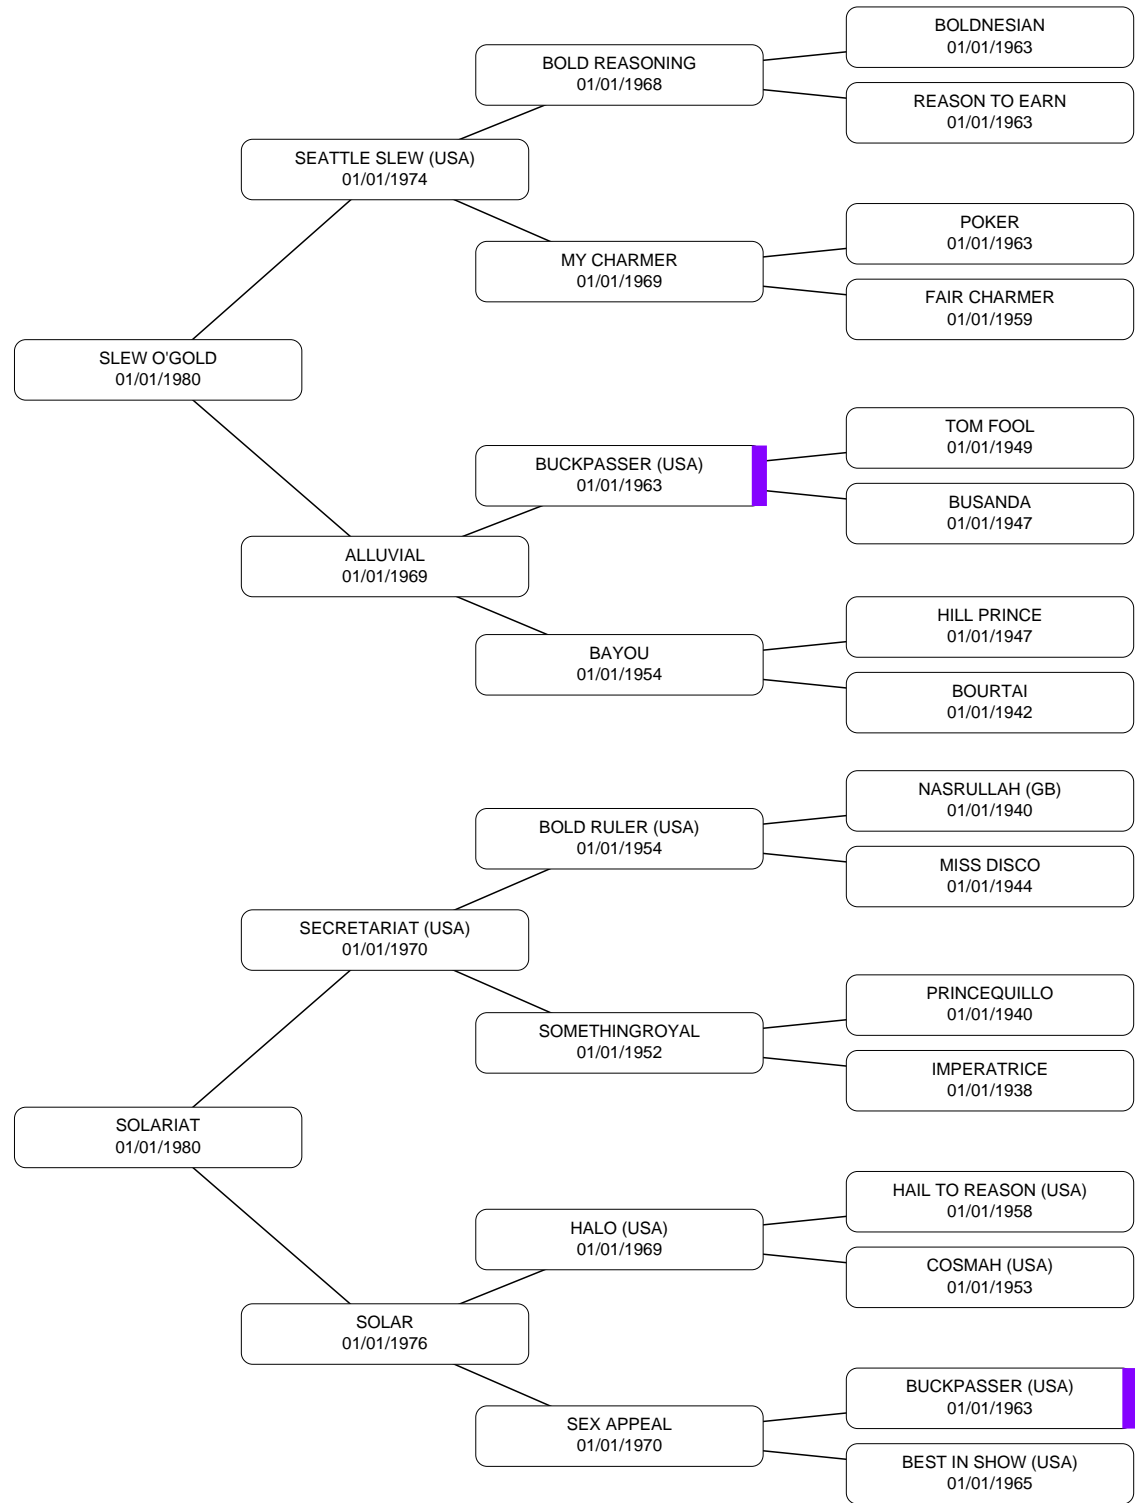 BOLDNESIAN
01/01/1963
BOLD REASONING
01/01/1968
REASON TO EARN
01/01/1963
SEATTLE SLEW (USA)
01/01/1974
POKER
01/01/1963
MY CHARMER
01/01/1969
FAIR CHARMER
01/01/1959
SLEW O'GOLD
01/01/1980
TOM FOOL
01/01/1949
BUCKPASSER (USA)
01/01/1963
BUSANDA
01/01/1947
ALLUVIAL
01/01/1969
HILL PRINCE
01/01/1947
BAYOU
01/01/1954
BOURTAI
01/01/1942
NASRULLAH (GB)
01/01/1940
BOLD RULER (USA)
01/01/1954
MISS DISCO
01/01/1944
SECRETARIAT (USA)
01/01/1970
PRINCEQUILLO
01/01/1940
SOMETHINGROYAL
01/01/1952
IMPERATRICE
01/01/1938
SOLARIAT
01/01/1980
HAIL TO REASON (USA)
01/01/1958
HALO (USA)
01/01/1969
COSMAH (USA)
01/01/1953
SOLAR
01/01/1976
BUCKPASSER (USA)
01/01/1963
SEX APPEAL
01/01/1970
BEST IN SHOW (USA)
01/01/1965